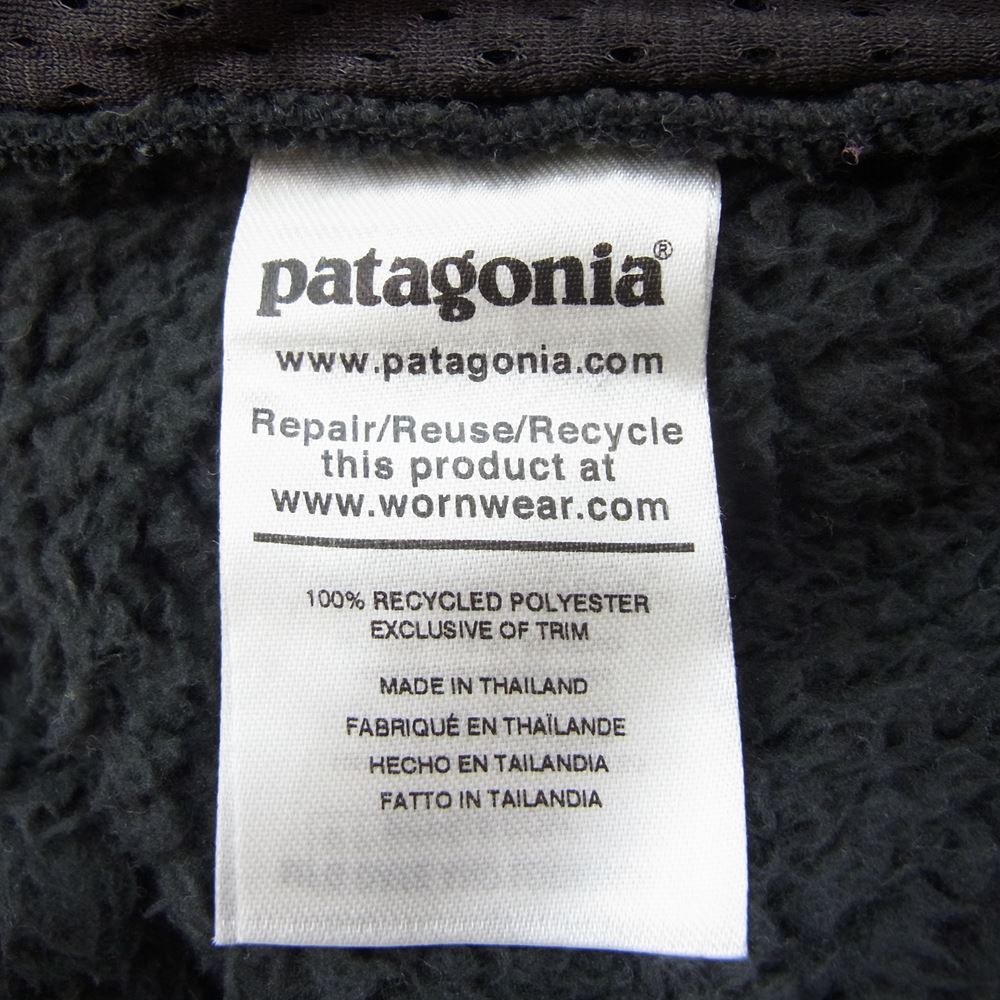 patagonia®
www.patagonia.com
Repair/Reuse/Recycle
this product at
www.wornwear.com
100% RECYCLED POLYESTER
EXCLUSIVE OF TRIM
MADE IN THAILAND
FABRIQUÉ EN THAÏLANDE
HECHO EN TAILANDIA
FATTO IN TAILANDIA